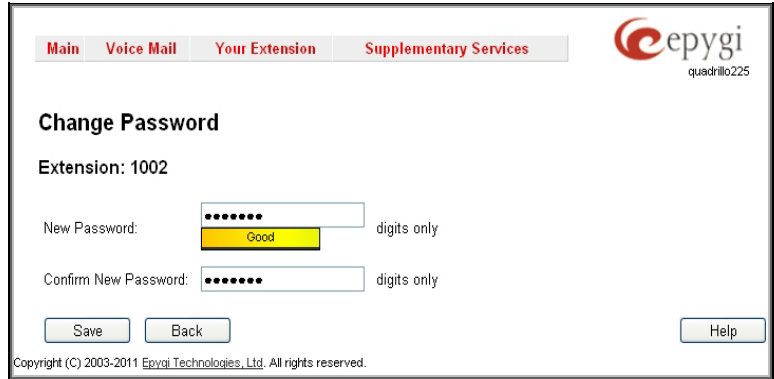 Main Voice Mail Your Extension Supplementary Services
epygi
quadrillo225
Change Password
Extension: 1002
New Password: ●●●●●●● digits only
Good
Confirm New Password: ●●●●●●● digits only
Save Back Help
Copyright (C) 2003-2011 Epygi Technologies, Ltd. All rights reserved.